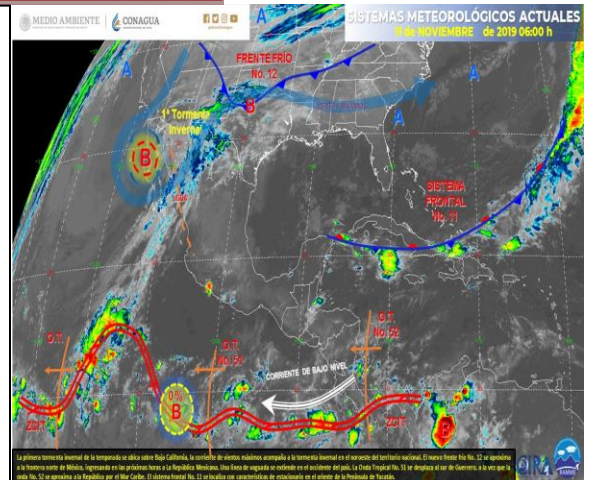 MEDIO AMBIENTE
CONAGUA
SISTEMAS METEOROLÓGICOS ACTUALES
11 de NOVIEMBRE de 2019 06:00 h
A
A
A
A
FRENTE FRÍO
No. 12
B
1ª Tormenta
Invernal
B
SISTEMA
FRONTAL
No. 11
O.T.
O.T.
No. 51
O.T.
No. 52
CORRIENTE DE BAJO NIVEL
0%
B
ZCIT
ZCIT
B
CIRA
RAMMB
La primera tormenta invernal de la temporada se ubica sobre Baja California, la corriente de vientos máximos acompaña a la tormenta invernal en el noroeste del territorio nacional. El nuevo frente frío No. 12 se aproxima
a la frontera norte de México, ingresando en las próximas horas a La República Mexicana. Una línea de vaguada se extiende en el occidente del país. La Onda Tropical No. 51 se desplaza al sur de Guerrero, a la vez que la
onda No. 52 se aproxima a la República por el Mar Caribe. El sistema frontal No. 11 se localiza con características de estacionario en el oriente de la Península de Yucatán.